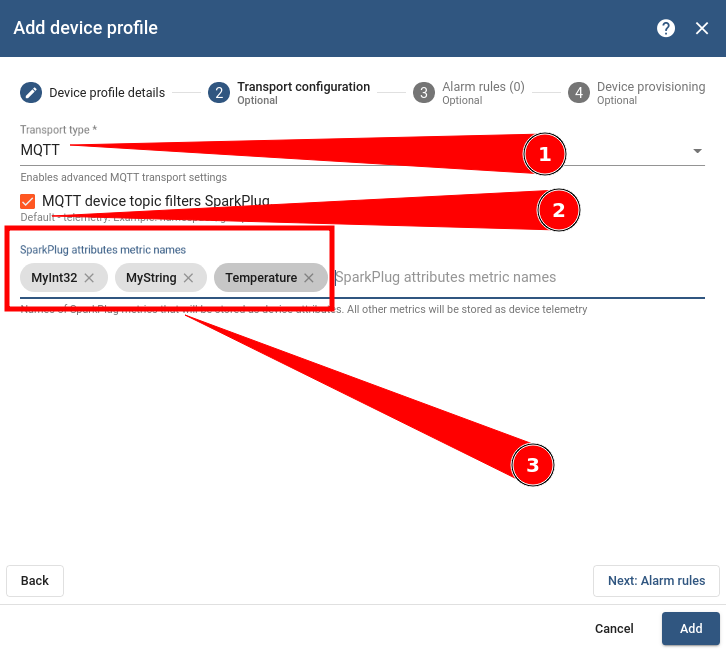 Add device profile
Device profile details
2 Transport configuration
Optional
3 Alarm rules (0)
Optional
4 Device provisioning
Optional
Transport type *
MQTT
1
Enables advanced MQTT transport settings
MQTT device topic filters SparkPlug
2
Default - telemetry. Example:
SparkPlug attributes metric names
MyInt32
MyString
Temperature
SparkPlug attributes metric names
Names of SparkPlug metrics that will be stored as device attributes. All other metrics will be stored as device telemetry
3
Back
Next: Alarm rules
Cancel
Add